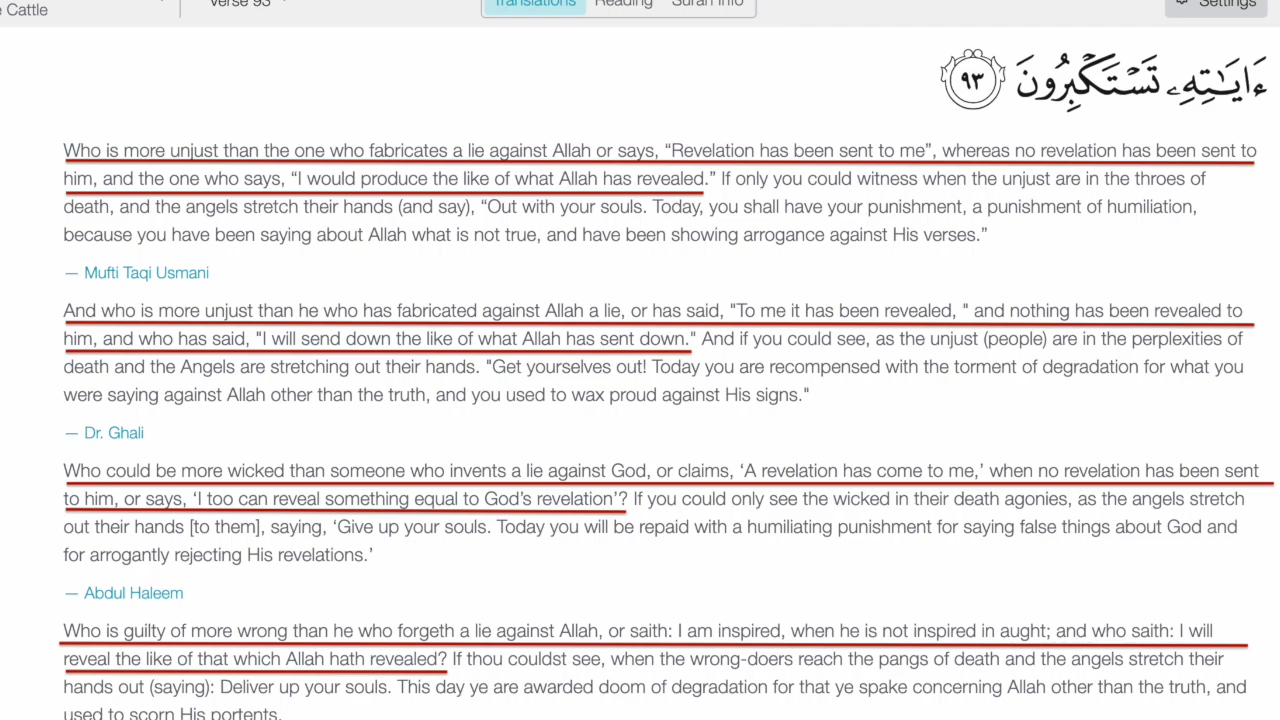 e Cattle
Verse 93
Translations Reading Surah Info
Settings
ءَايَـٰتِهِۦ تَسْتَكْبِرُونَ ٩٣
Who is more unjust than the one who fabricates a lie against Allah or says, “Revelation has been sent to me”, whereas no revelation has been sent to
him, and the one who says, “I would produce the like of what Allah has revealed.” If only you could witness when the unjust are in the throes of
death, and the angels stretch their hands (and say), “Out with your souls. Today, you shall have your punishment, a punishment of humiliation,
because you have been saying about Allah what is not true, and have been showing arrogance against His verses.”
— Mufti Taqi Usmani
And who is more unjust than he who has fabricated against Allah a lie, or has said, "To me it has been revealed, " and nothing has been revealed to
him, and who has said, "I will send down the like of what Allah has sent down." And if you could see, as the unjust (people) are in the perplexities of
death and the Angels are stretching out their hands. "Get yourselves out! Today you are recompensed with the torment of degradation for what you
were saying against Allah other than the truth, and you used to wax proud against His signs."
— Dr. Ghali
Who could be more wicked than someone who invents a lie against God, or claims, ‘A revelation has come to me,’ when no revelation has been sent
to him, or says, ‘I too can reveal something equal to God’s revelation’? If you could only see the wicked in their death agonies, as the angels stretch
out their hands [to them], saying, ‘Give up your souls. Today you will be repaid with a humiliating punishment for saying false things about God and
for arrogantly rejecting His revelations.’
— Abdul Haleem
Who is guilty of more wrong than he who forgeth a lie against Allah, or saith: I am inspired, when he is not inspired in aught; and who saith: I will
reveal the like of that which Allah hath revealed? If thou couldst see, when the wrong-doers reach the pangs of death and the angels stretch their
hands out (saying): Deliver up your souls. This day ye are awarded doom of degradation for that ye spake concerning Allah other than the truth, and
used to scorn His portents.